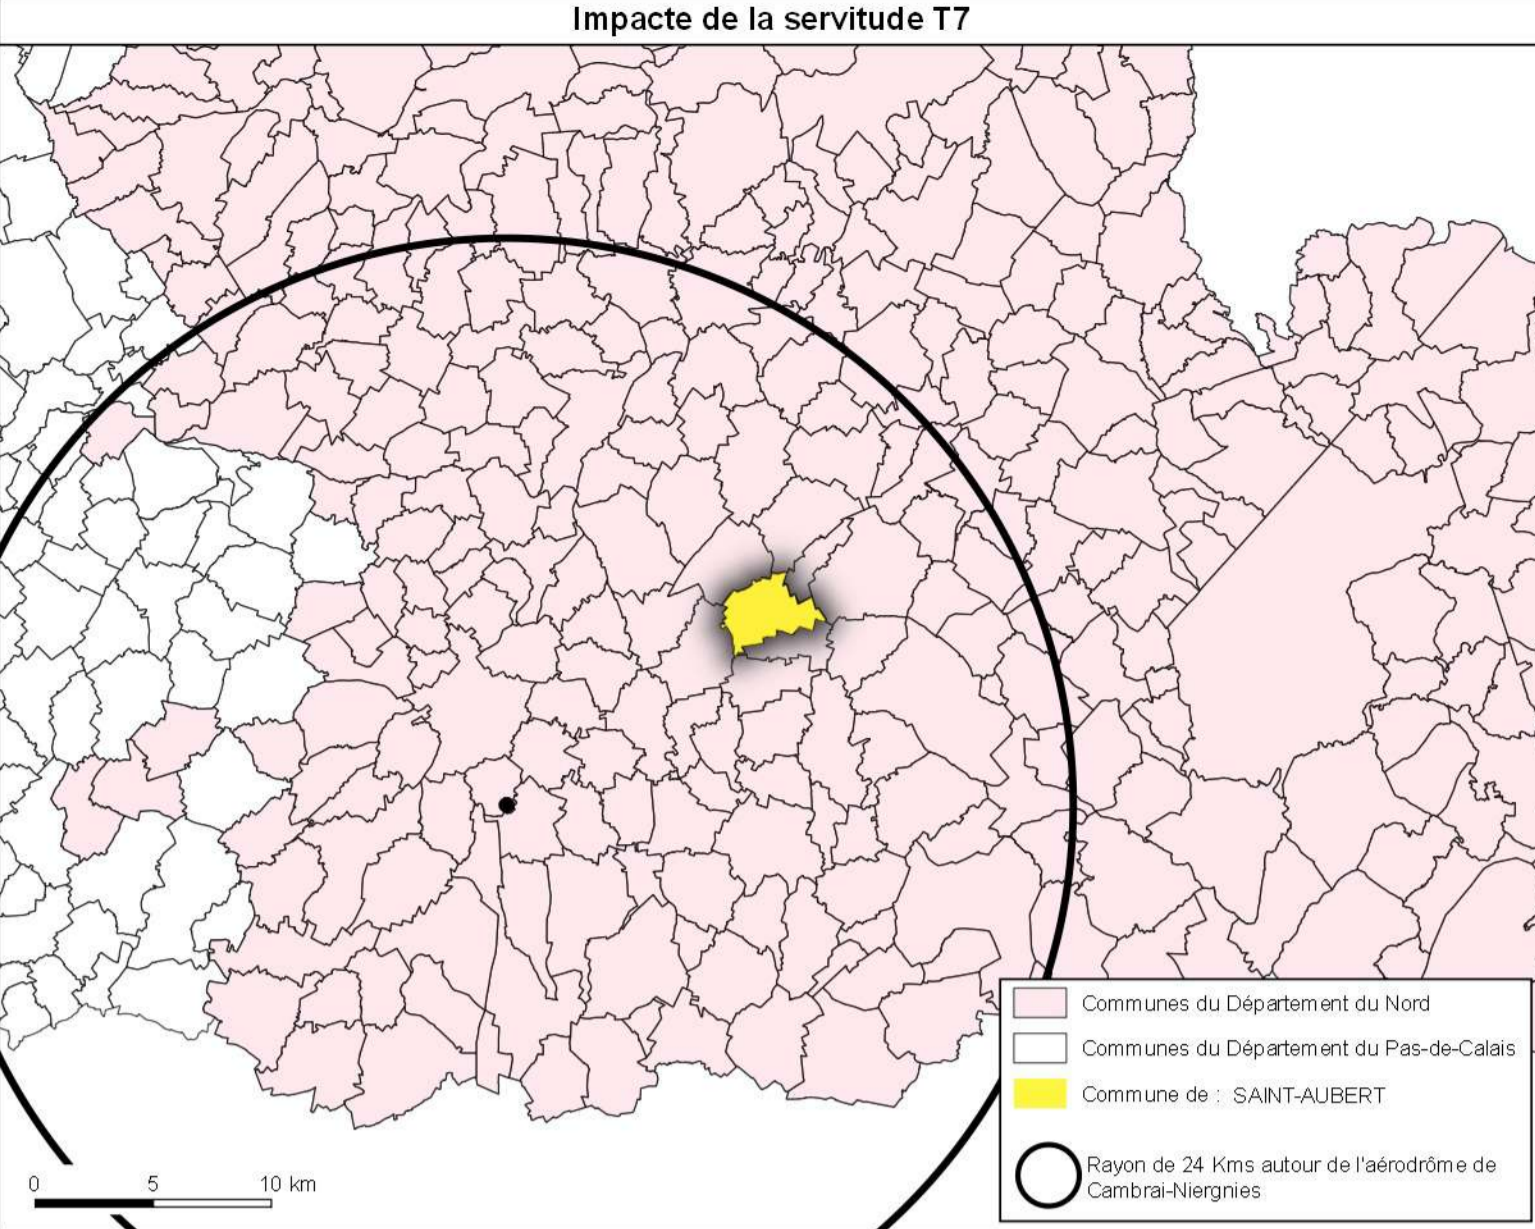 Impacte de la servitude T7
Communes du Département du Nord
Communes du Département du Pas-de-Calais
Commune de : SAINT-AUBERT
Rayon de 24 Kms autour de l'aérodrôme de
Cambrai-Niergnies
0 5 10 km